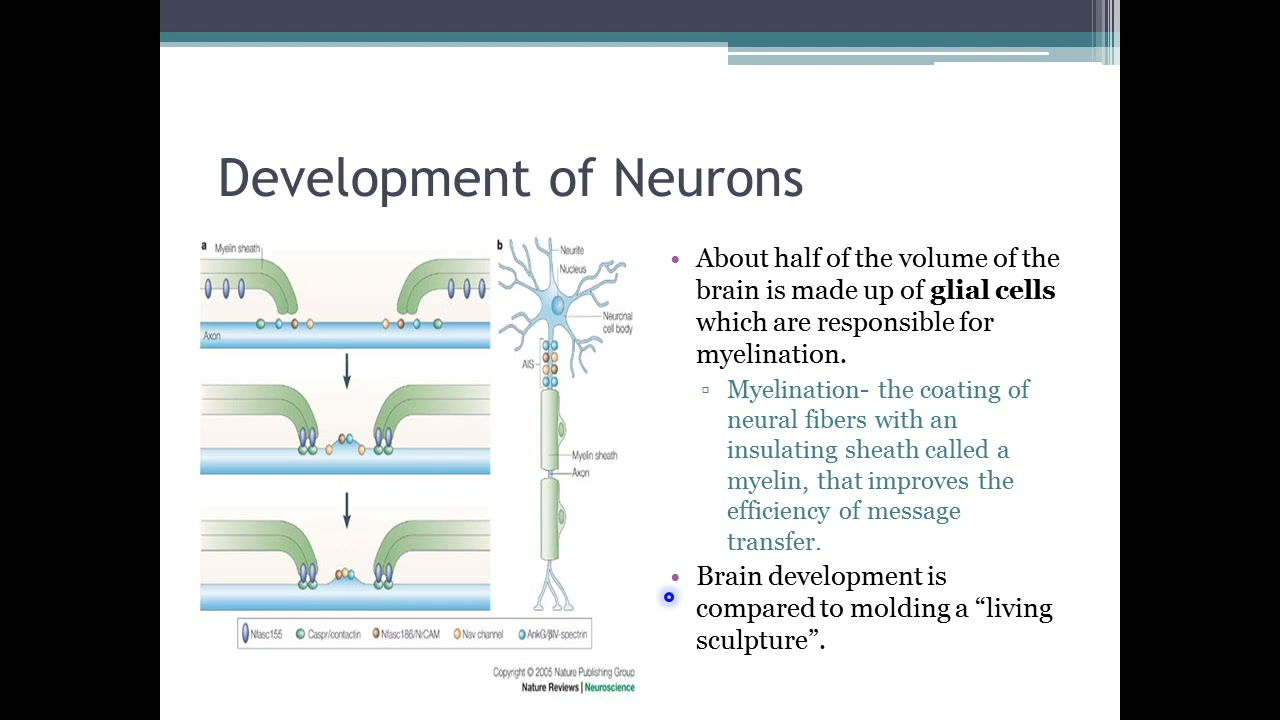 Development of Neurons
a
Myelin sheath
Axon
b
Neurite
Nucleus
Neuronal
cell body
AIS
Myelin sheath
Axon
Nfasc155
Caspr/contactin
Nfasc186/NrCAM
Nav channel
AnkG/βIV-spectrin
Copyright © 2005 Nature Publishing Group
Nature Reviews | Neuroscience
• About half of the volume of the
brain is made up of glial cells
which are responsible for
myelination.
▫ Myelination- the coating of
neural fibers with an
insulating sheath called a
myelin, that improves the
efficiency of message
transfer.
• Brain development is
compared to molding a “living
sculpture”.